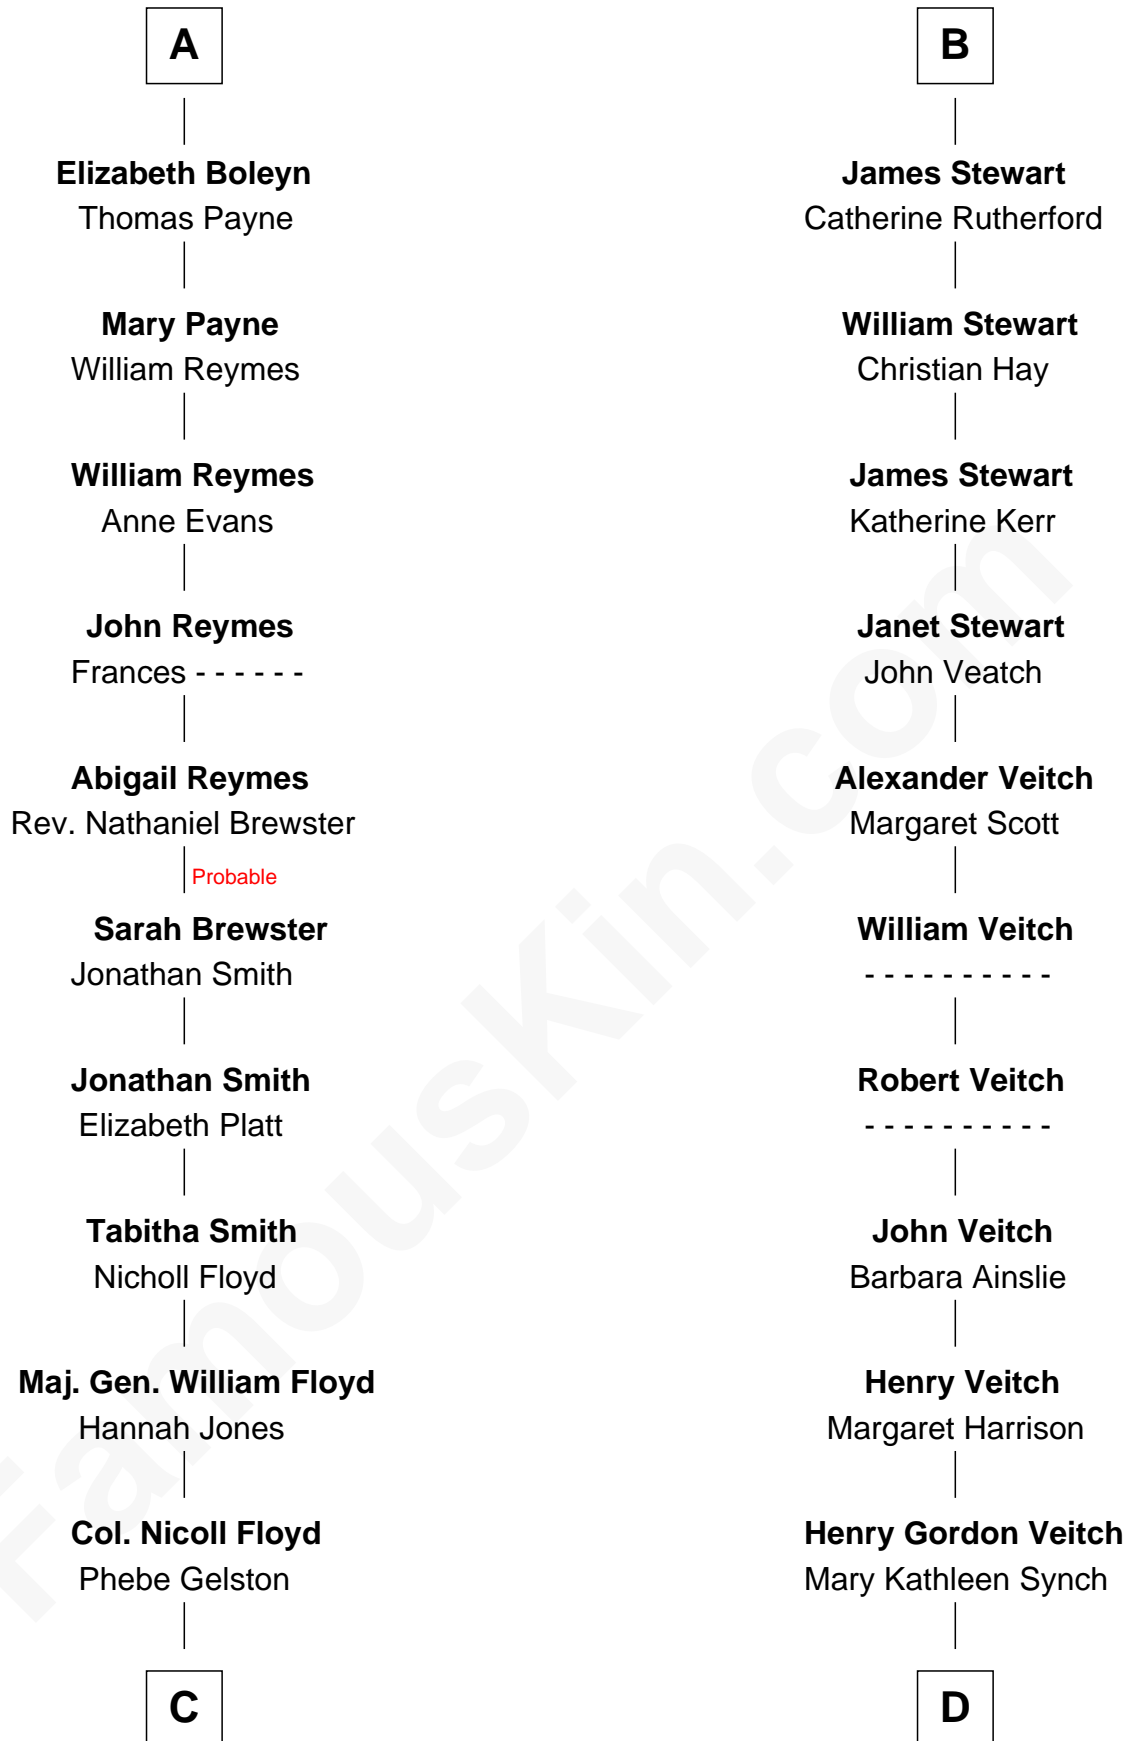 A
Elizabeth Boleyn
Thomas Payne
Mary Payne
William Reymes
William Reymes
Anne Evans
John Reymes
Frances - - - - - -
Abigail Reymes
Rev. Nathaniel Brewster
Probable
Sarah Brewster
Jonathan Smith
Jonathan Smith
Elizabeth Platt
Tabitha Smith
Nicholl Floyd
Maj. Gen. William Floyd
Hannah Jones
Col. Nicoll Floyd
Phebe Gelston
C
B
James Stewart
Catherine Rutherford
William Stewart
Christian Hay
James Stewart
Katherine Kerr
Janet Stewart
John Veatch
Alexander Veitch
Margaret Scott
William Veitch
- - - - - - - - - -
Robert Veitch
- - - - - - - - - -
John Veitch
Barbara Ainslie
Henry Veitch
Margaret Harrison
Henry Gordon Veitch
Mary Kathleen Synch
D
FamousKin.com